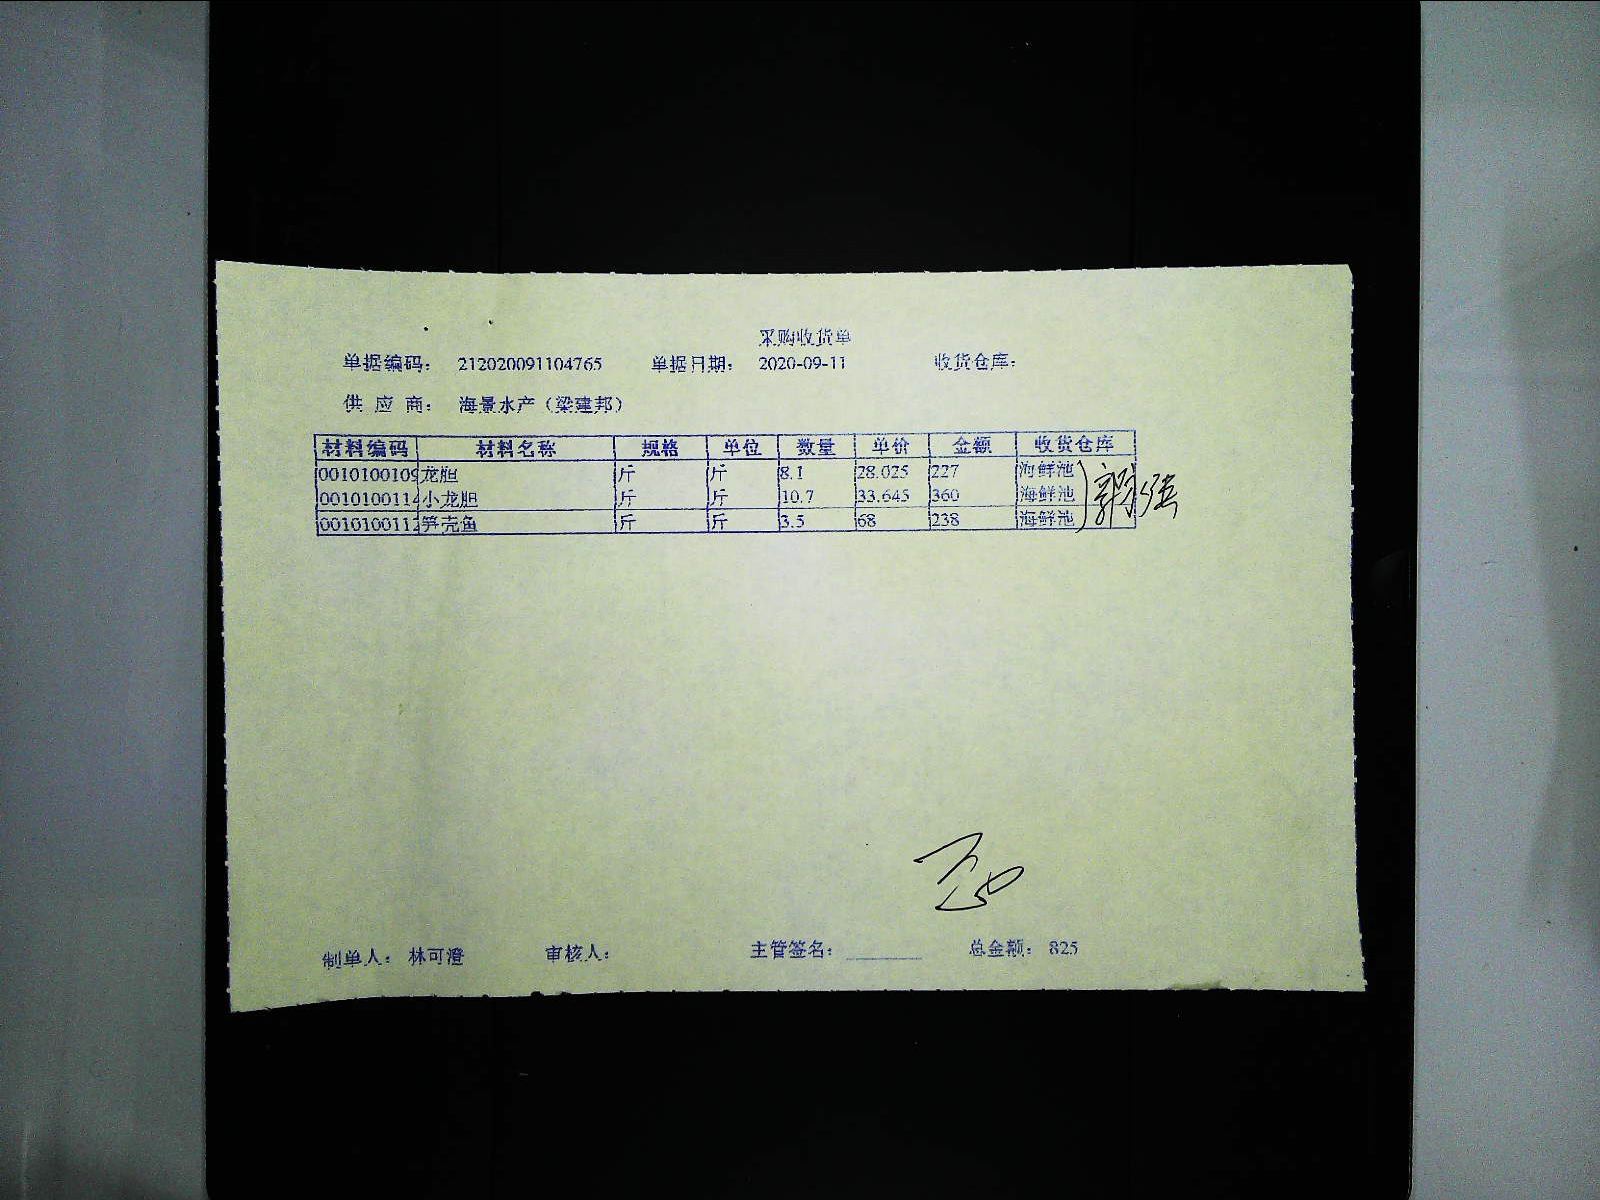 采购收货单
单据编码： 212020091104765 单据日期： 2020-09-11 收货仓库：
供 应 商： 海景水产（梁建邦）
材料编码 材料名称 规格 单位 数量 单价 金额 收货仓库
0010100109 龙胆 斤 斤 8.1 28.025 227 海鲜池
0010100114 小龙胆 斤 斤 10.7 33.645 360 海鲜池
0010100112 笋壳鱼 斤 斤 3.5 68 238 海鲜池
制单人： 林可澄 审核人： 主管签名： 总金额： 825